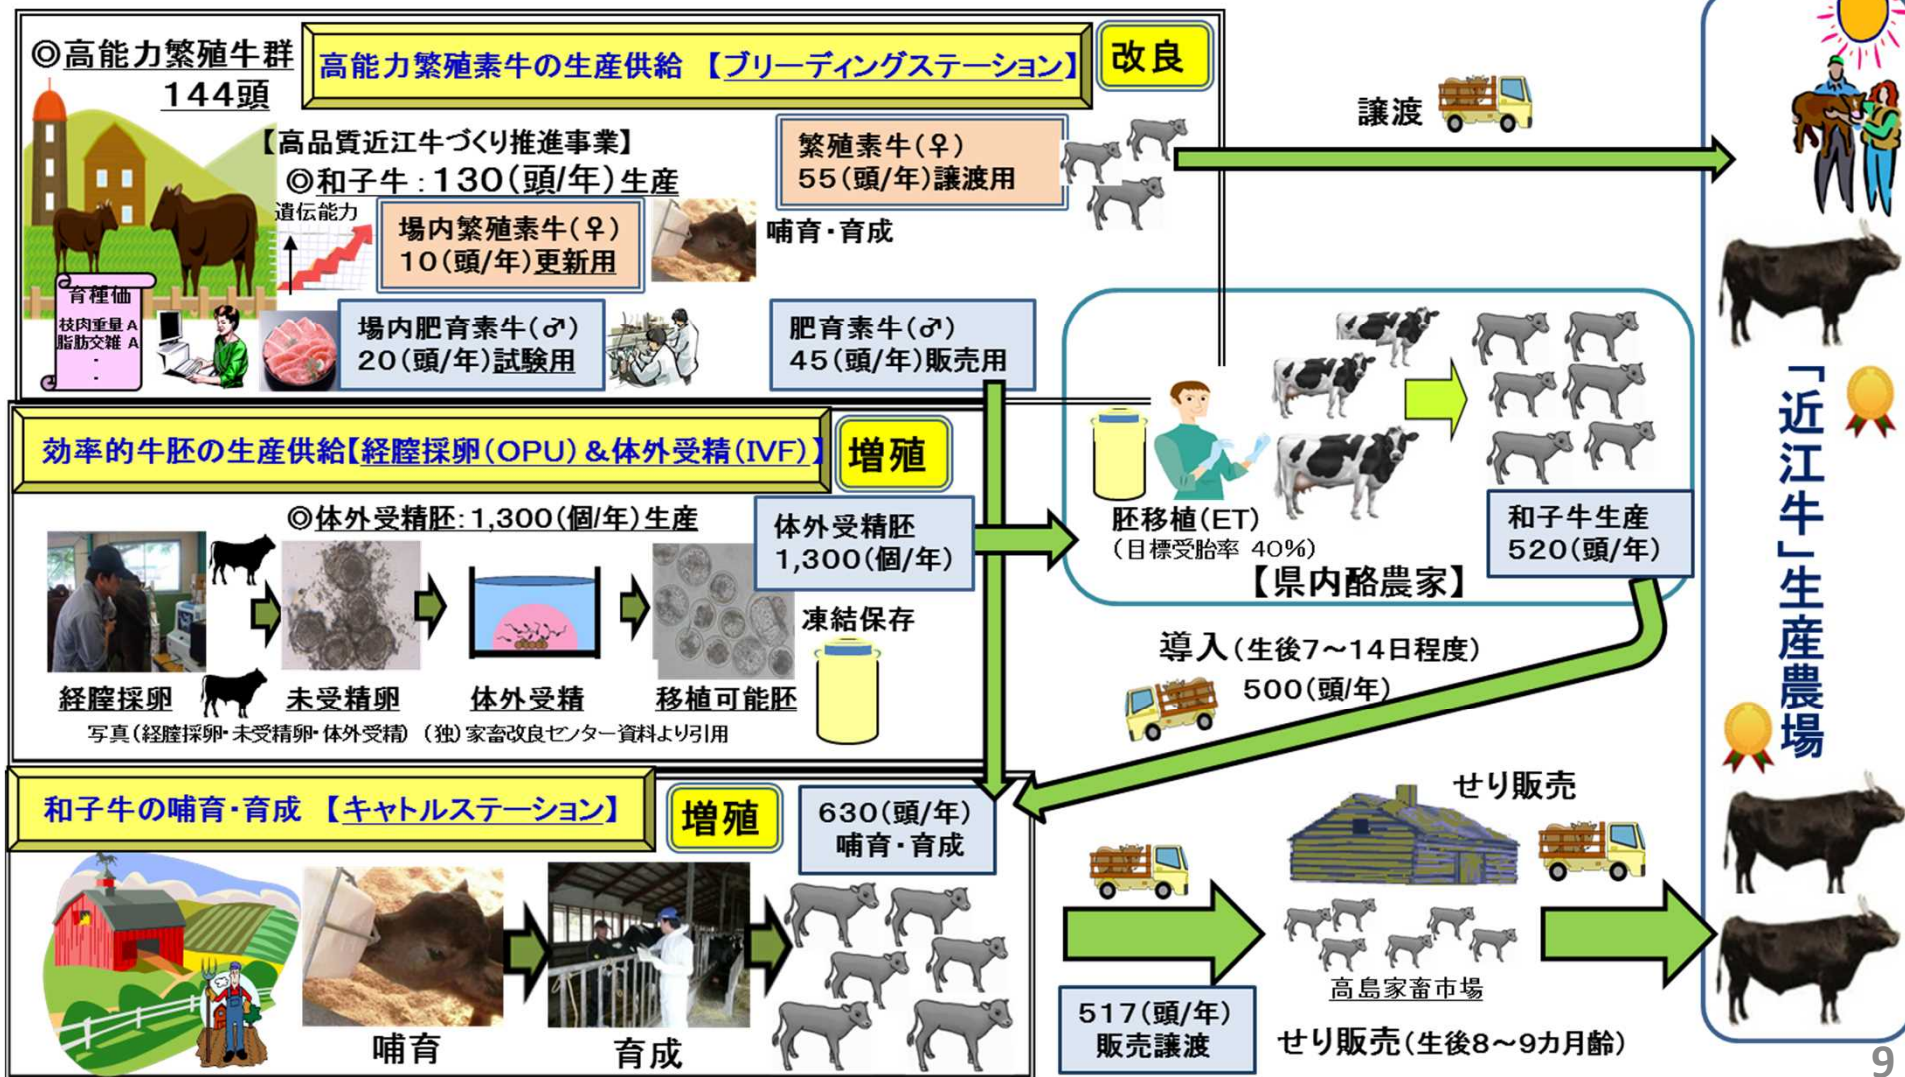 ◎高能力繁殖牛群
144頭
高能力繁殖素牛の生産供給 【ブリーディングステーション】
改良
【高品質近江牛づくり推進事業】
◎和子牛：130(頭/年)生産
遺伝能力
場内繁殖素牛(♀)
10(頭/年)更新用
繁殖素牛(♀)
55(頭/年)譲渡用
哺育・育成
育種価
枝肉重量 A
脂肪交雑 A
・
・
場内肥育素牛(♂)
20(頭/年)試験用
肥育素牛(♂)
45(頭/年)販売用
譲渡
効率的牛胚の生産供給【経膣採卵(OPU)＆体外受精(IVF)】
増殖
◎体外受精胚：1,300(個/年)生産
体外受精胚
1,300(個/年)
経膣採卵
未受精卵
体外受精
移植可能胚
凍結保存
写真(経膣採卵・未受精卵・体外受精) (独)家畜改良センター資料より引用
胚移植(ET)
(目標受胎率 40%)
和子牛生産
520(頭/年)
【県内酪農家】
導入(生後7～14日程度)
500(頭/年)
和子牛の哺育・育成 【キャトルステーション】
増殖
630(頭/年)
哺育・育成
哺育
育成
517(頭/年)
販売譲渡
せり販売
高島家畜市場
せり販売(生後8～9カ月齢)
「近江牛」生産農場
9